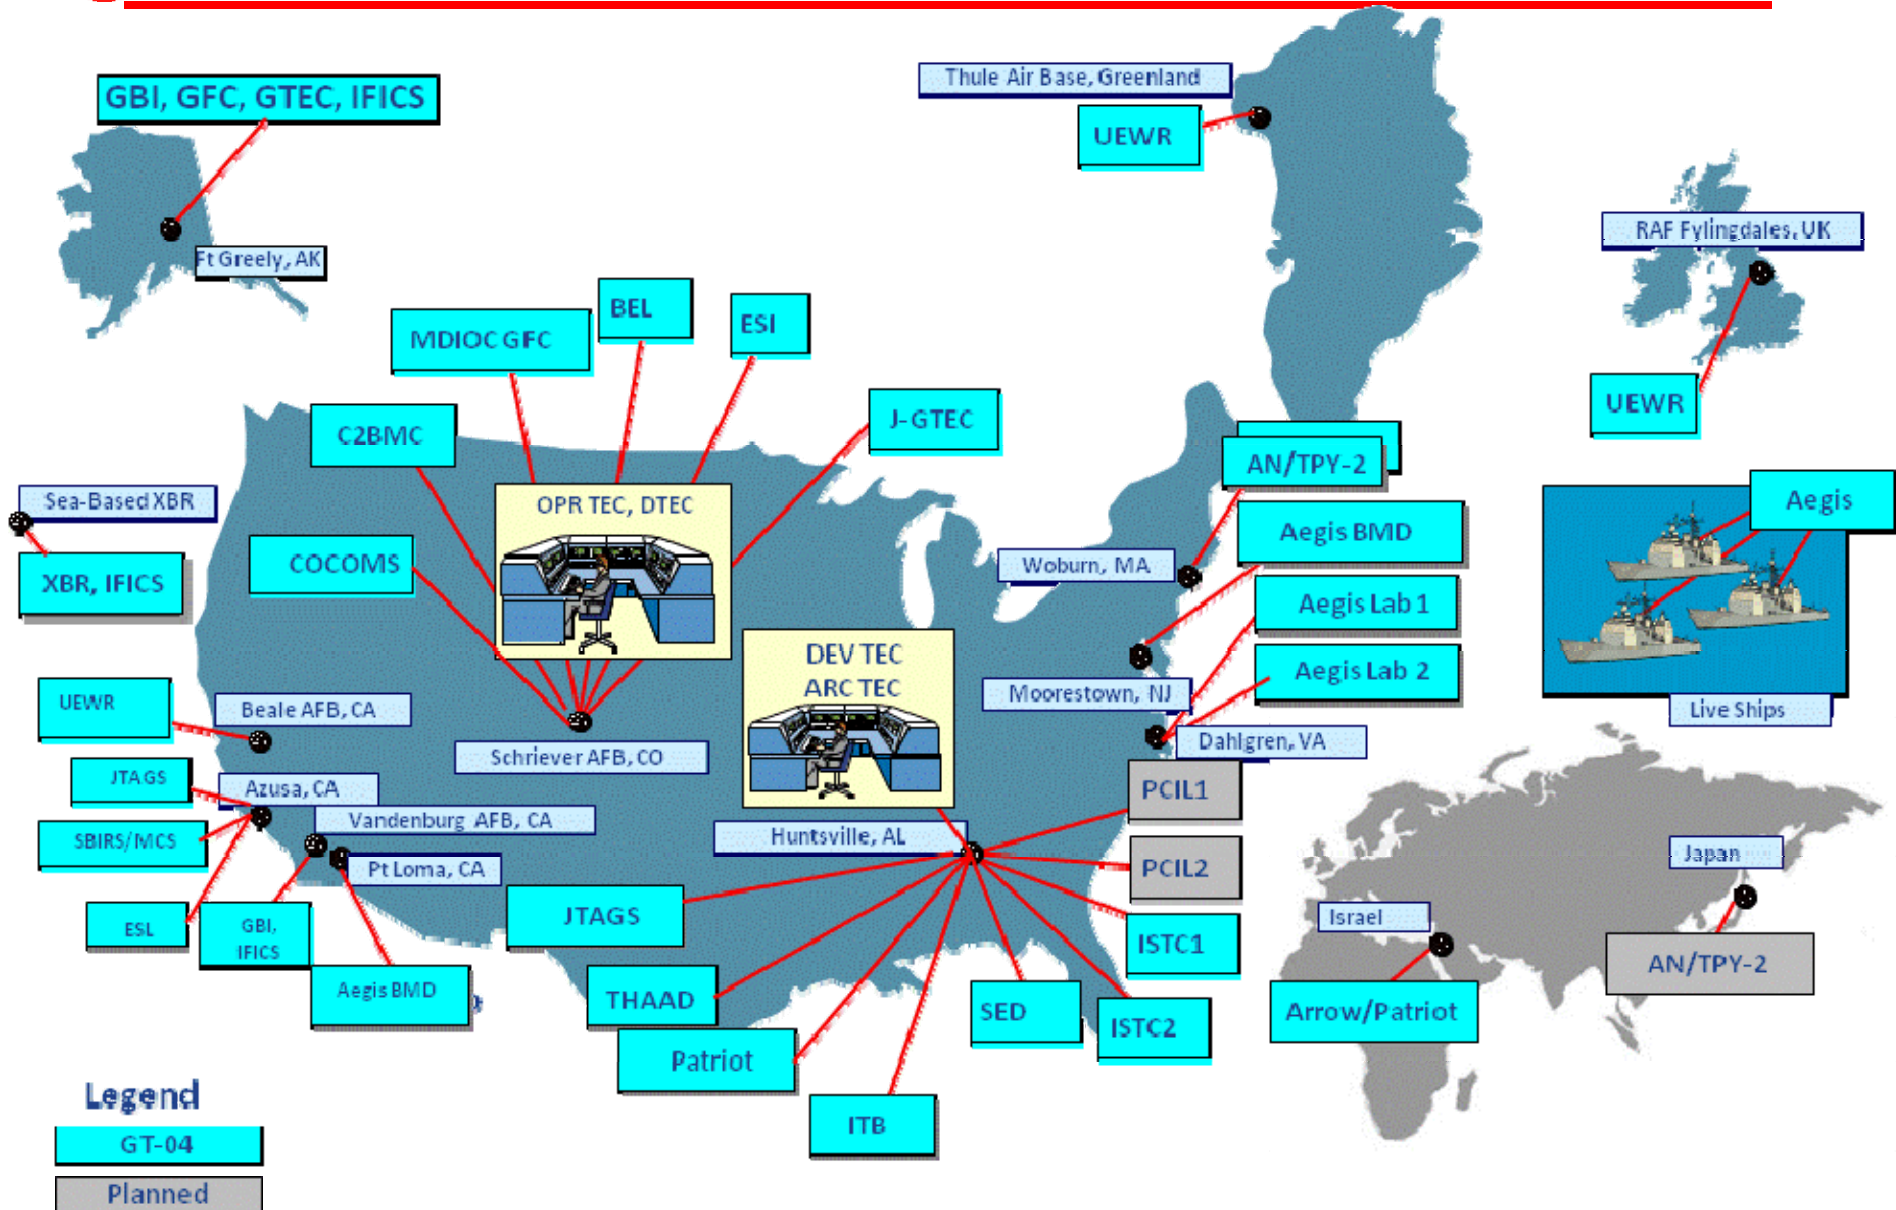 GBI, GFC, GTEC, IFICS
Ft Greely, AK
Thule Air Base, Greenland
UEWR
RAF Fylingdales, UK
UEWR
MDIOC GFC
BEL
ESI
C2BMC
J-GTEC
COCOMS
OPR TEC, DTEC
Schriever AFB, CO
Sea-Based XBR
XBR, IFICS
AN/TPY-2
Woburn, MA
Aegis BMD
Moorestown, NJ
Aegis Lab 1
Aegis Lab 2
Dahlgren, VA
Aegis
Live Ships
DEV TEC
ARC TEC
Huntsville, AL
UEWR
Beale AFB, CA
JTAGS
Azusa, CA
SBIRS/MCS
ESL
Vandenburg AFB, CA
GBI,
IFICS
Pt Loma, CA
Aegis BMD
JTAGS
THAAD
Patriot
ITB
SED
ISTC2
ISTC1
PCIL2
PCIL1
Israel
Arrow/Patriot
Japan
AN/TPY-2
Legend
GT-04
Planned